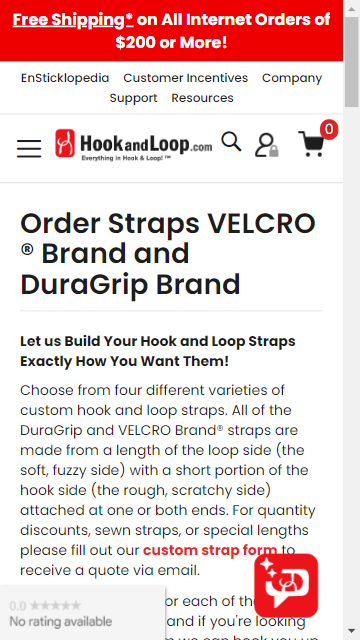 Free Shipping* on All Internet Orders of
$200 or More!
EnSticklopedia Customer Incentives Company
Support Resources
HookandLoop.com
Everything in Hook & Loop! ™
0
Order Straps VELCRO
® Brand and
DuraGrip Brand
Let us Build Your Hook and Loop Straps
Exactly How You Want Them!
Choose from four different varieties of
custom hook and loop straps. All of the
DuraGrip and VELCRO Brand® straps are
made from a length of the loop side (the
soft, fuzzy side) with a short portion of the
hook side (the rough, scratchy side)
attached at one or both ends. For quantity
discounts, sewn straps, or special lengths
please fill out our custom strap form to
receive a quote via email.
or each of the
0.0 ★★★★★
No rating available
and if you're looking
we can hook you up